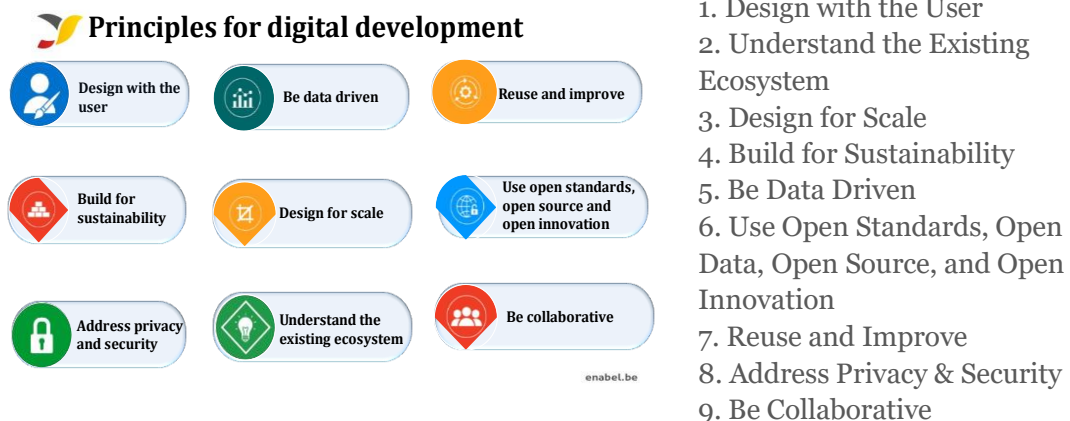 Principles for digital development
Design with the
user
Be data driven
Reuse and improve
Build for
sustainability
Design for scale
Use open standards,
open source and
open innovation
Address privacy
and security
Understand the
existing ecosystem
Be collaborative
enabel.be
1. Design with the User
2. Understand the Existing
Ecosystem
3. Design for Scale
4. Build for Sustainability
5. Be Data Driven
6. Use Open Standards, Open
Data, Open Source, and Open
Innovation
7. Reuse and Improve
8. Address Privacy & Security
9. Be Collaborative